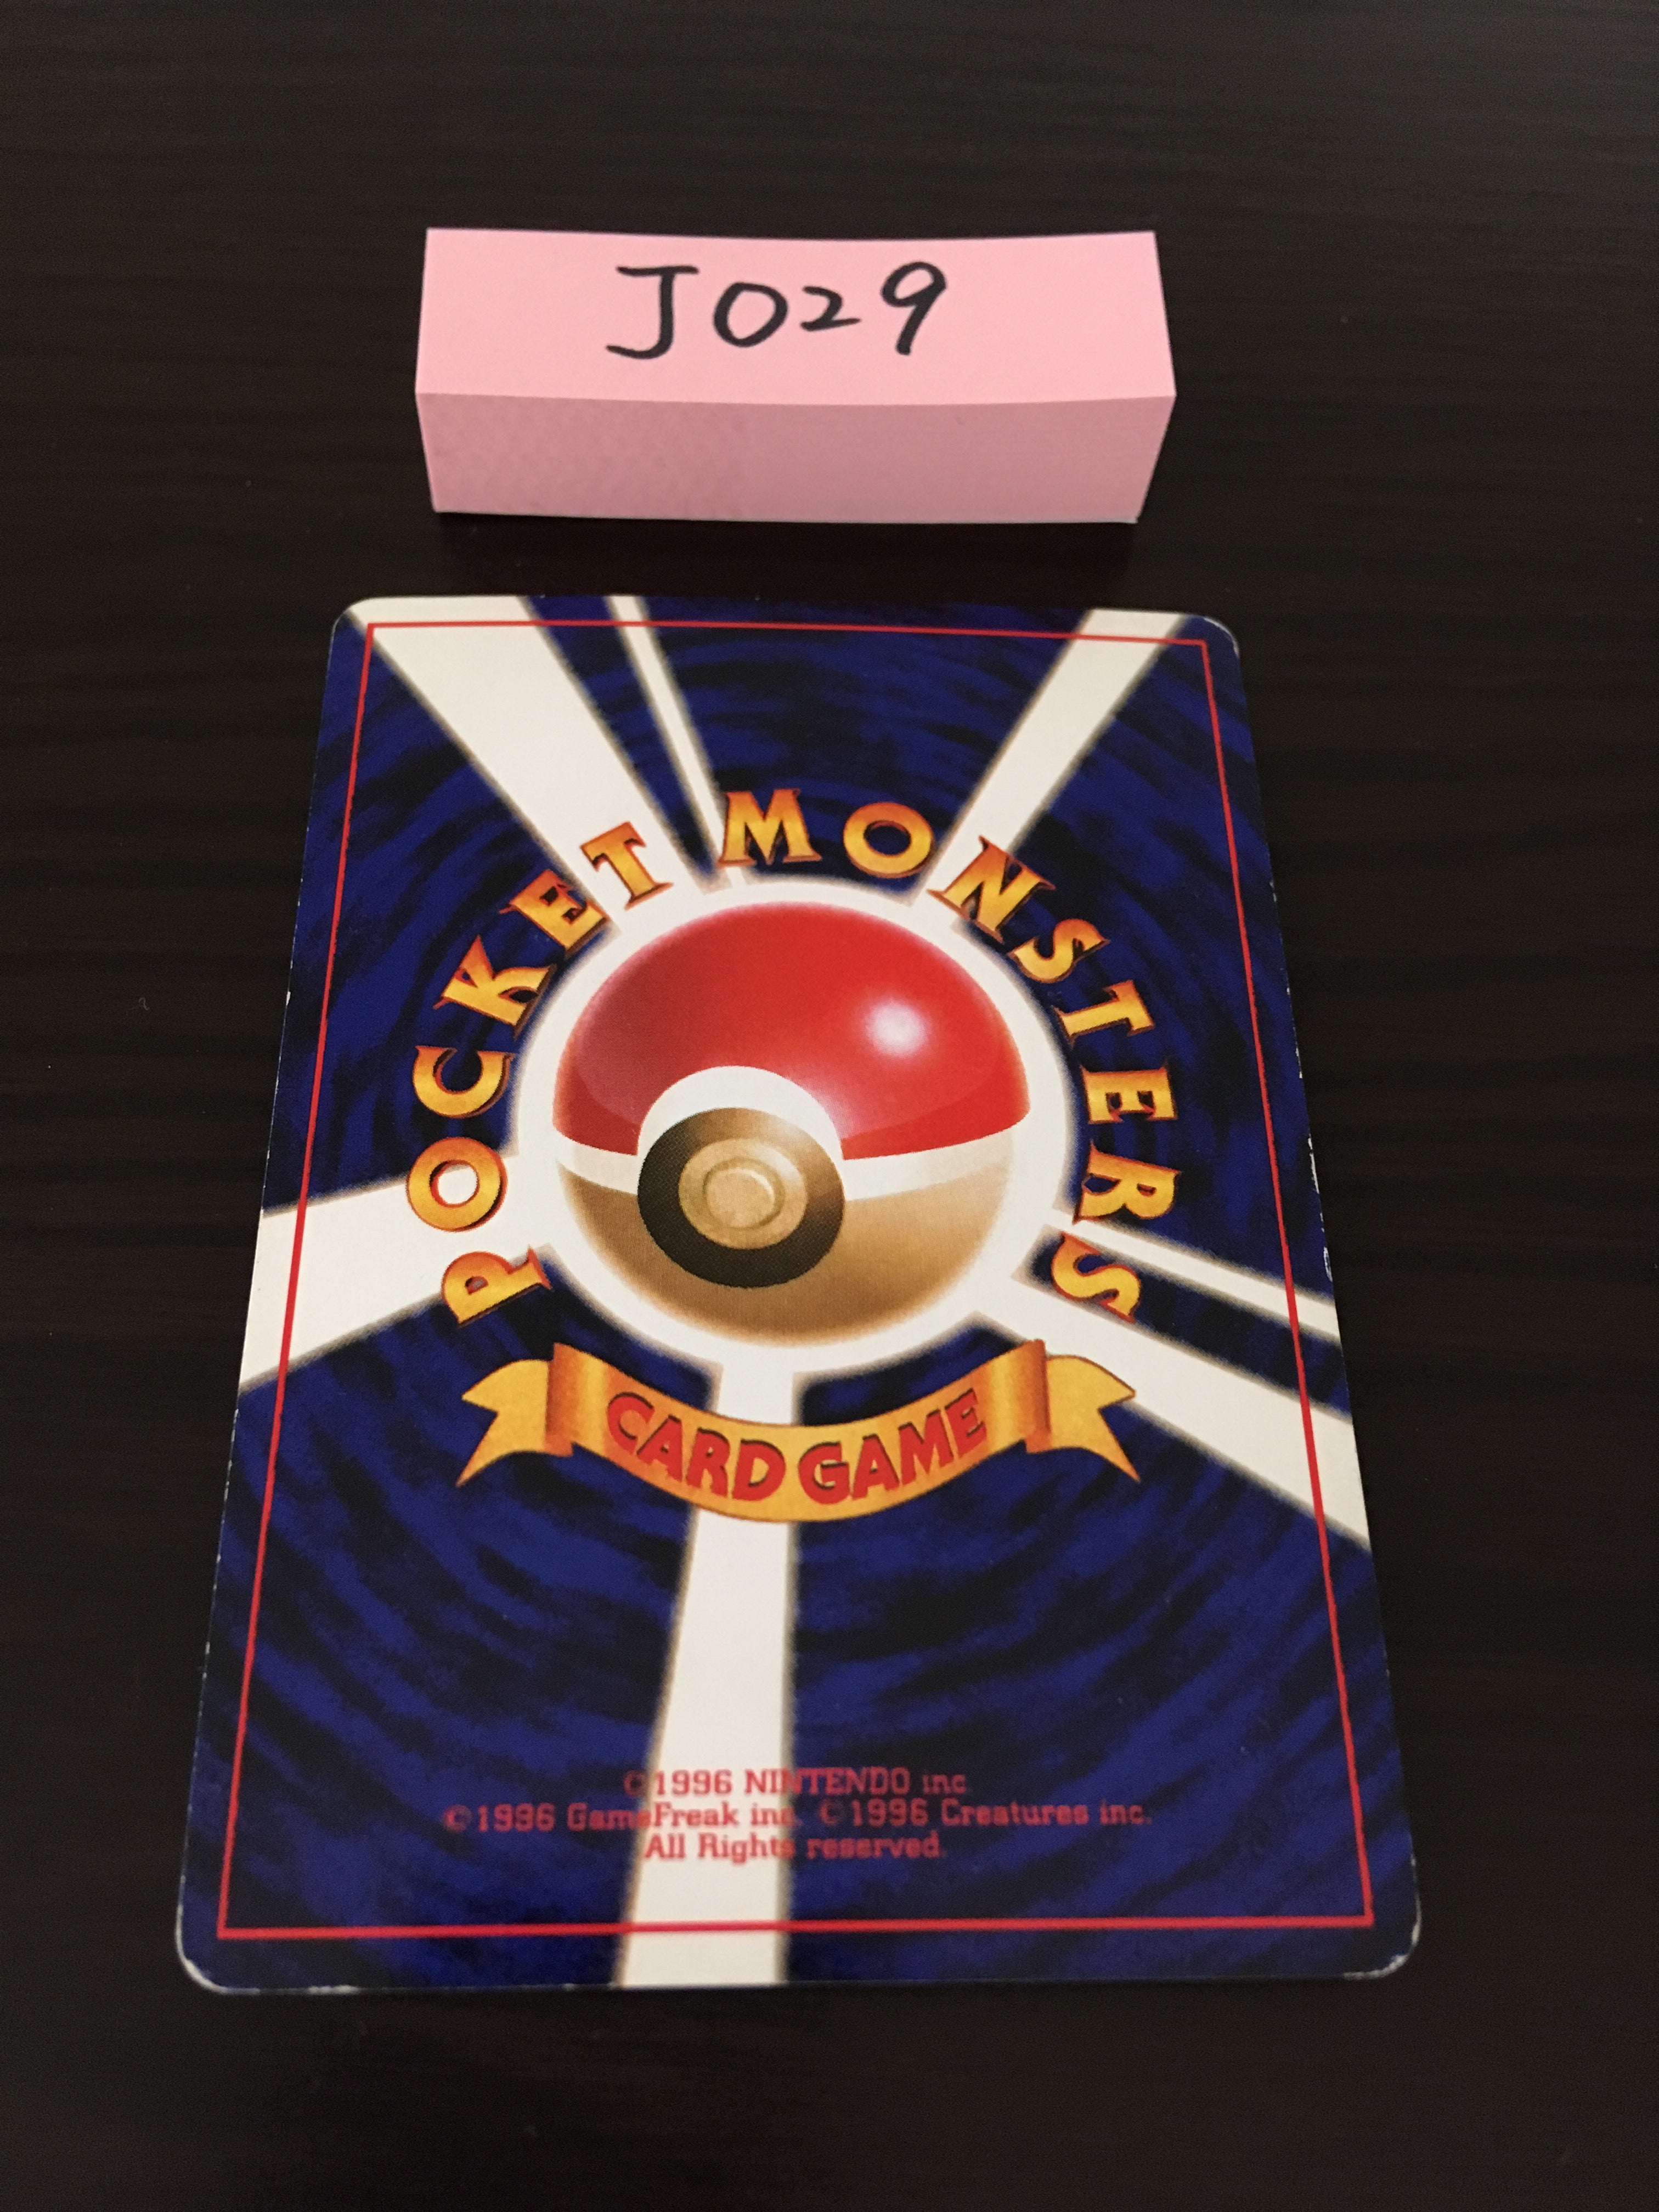 J029
POCKET MONSTERS
CARD GAME
©1996 NINTENDO inc.
©1996 GameFreak inc. ©1996 Creatures inc.
All Rights reserved.